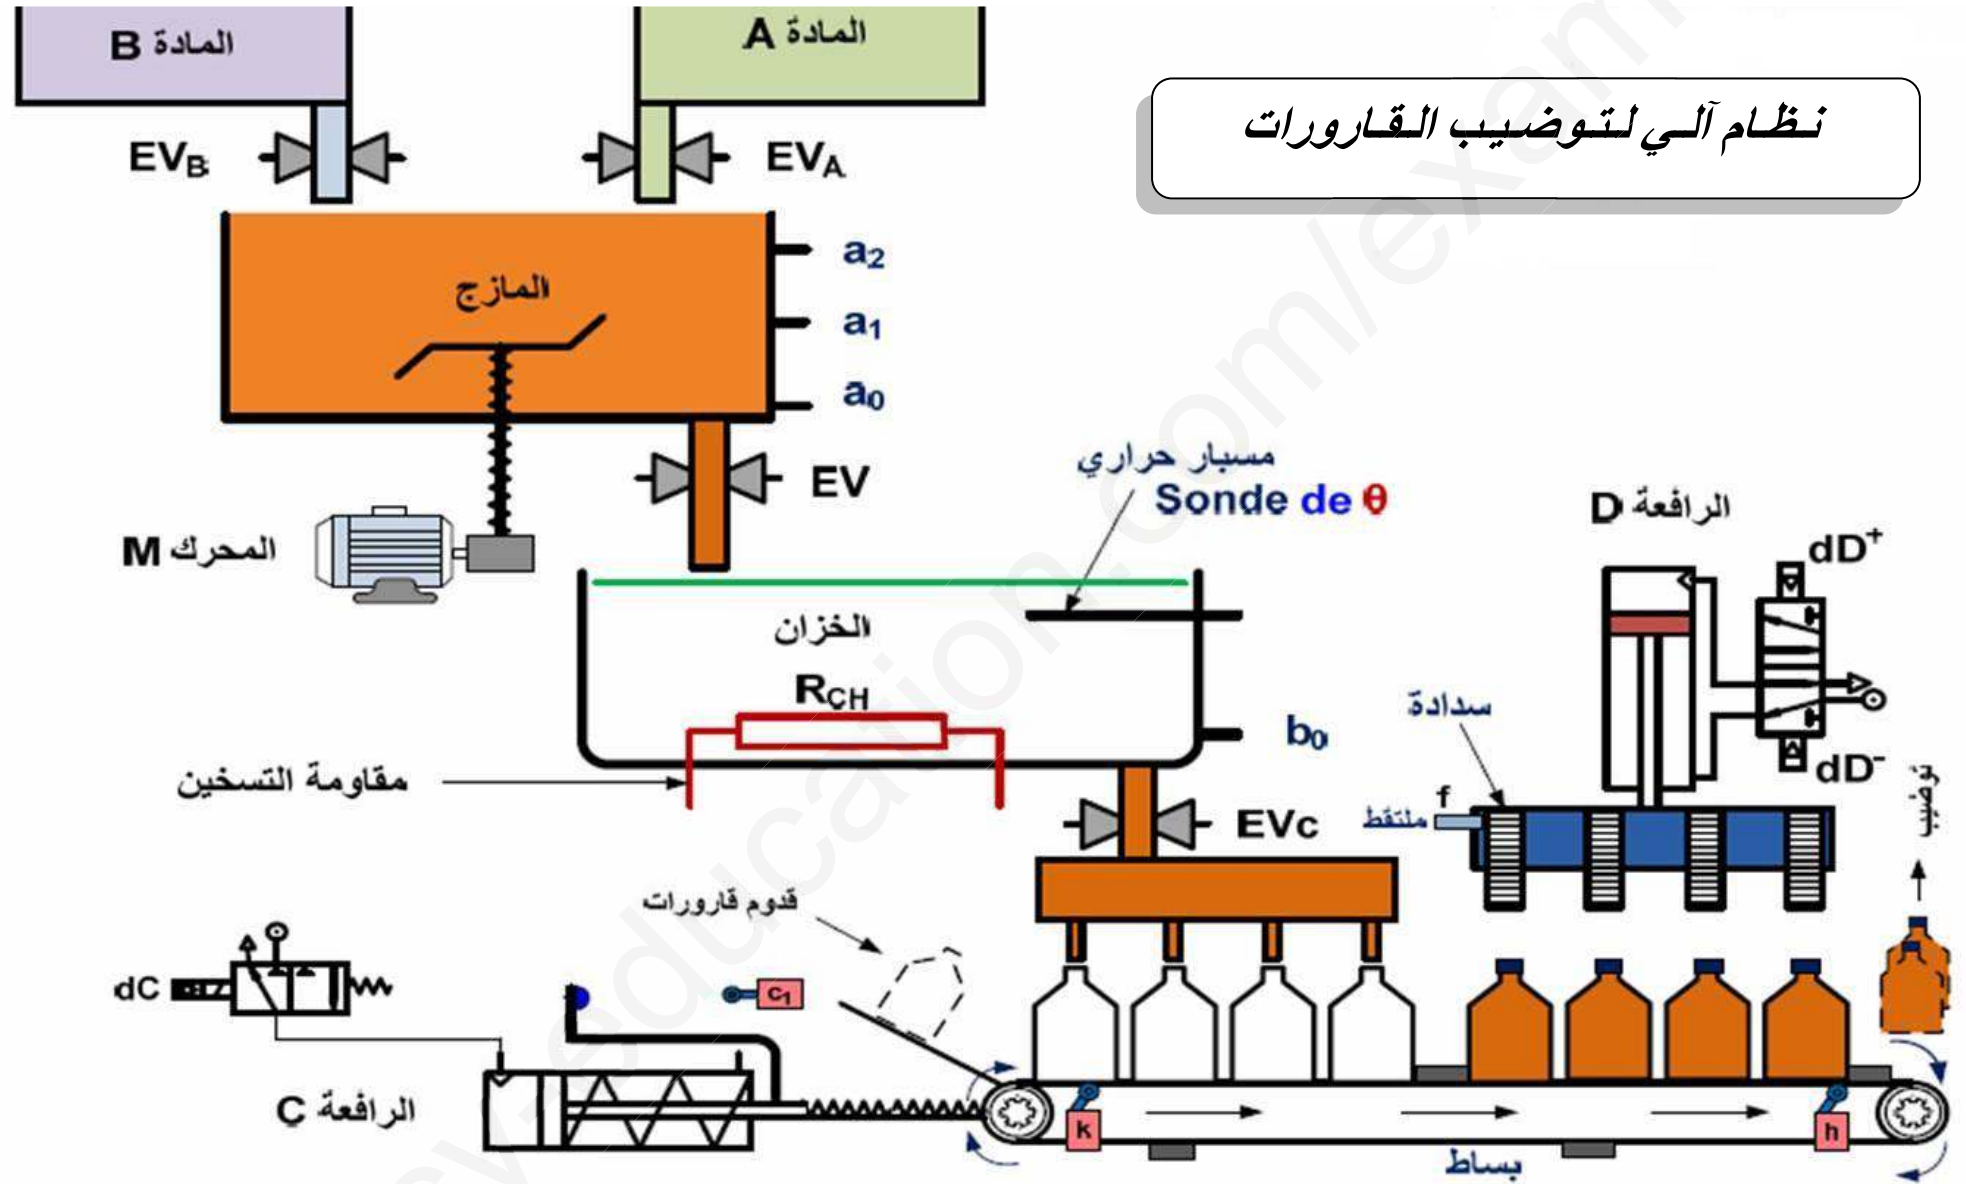 المادة B
المادة A
نظام آلي لتوضيب القارورات
EVB
EVA
a2
المازج
a1
a0
EV
مسبار حراري
Sonde de θ
الرافعة D
dD+
المحرك M
الخزان
RCH
سدادة
b0
مقاومة التسخين
dD-
توضيب
f
ملتقط
EVc
قدوم قارورات
dC
c1
الرافعة C
k
h
بساط